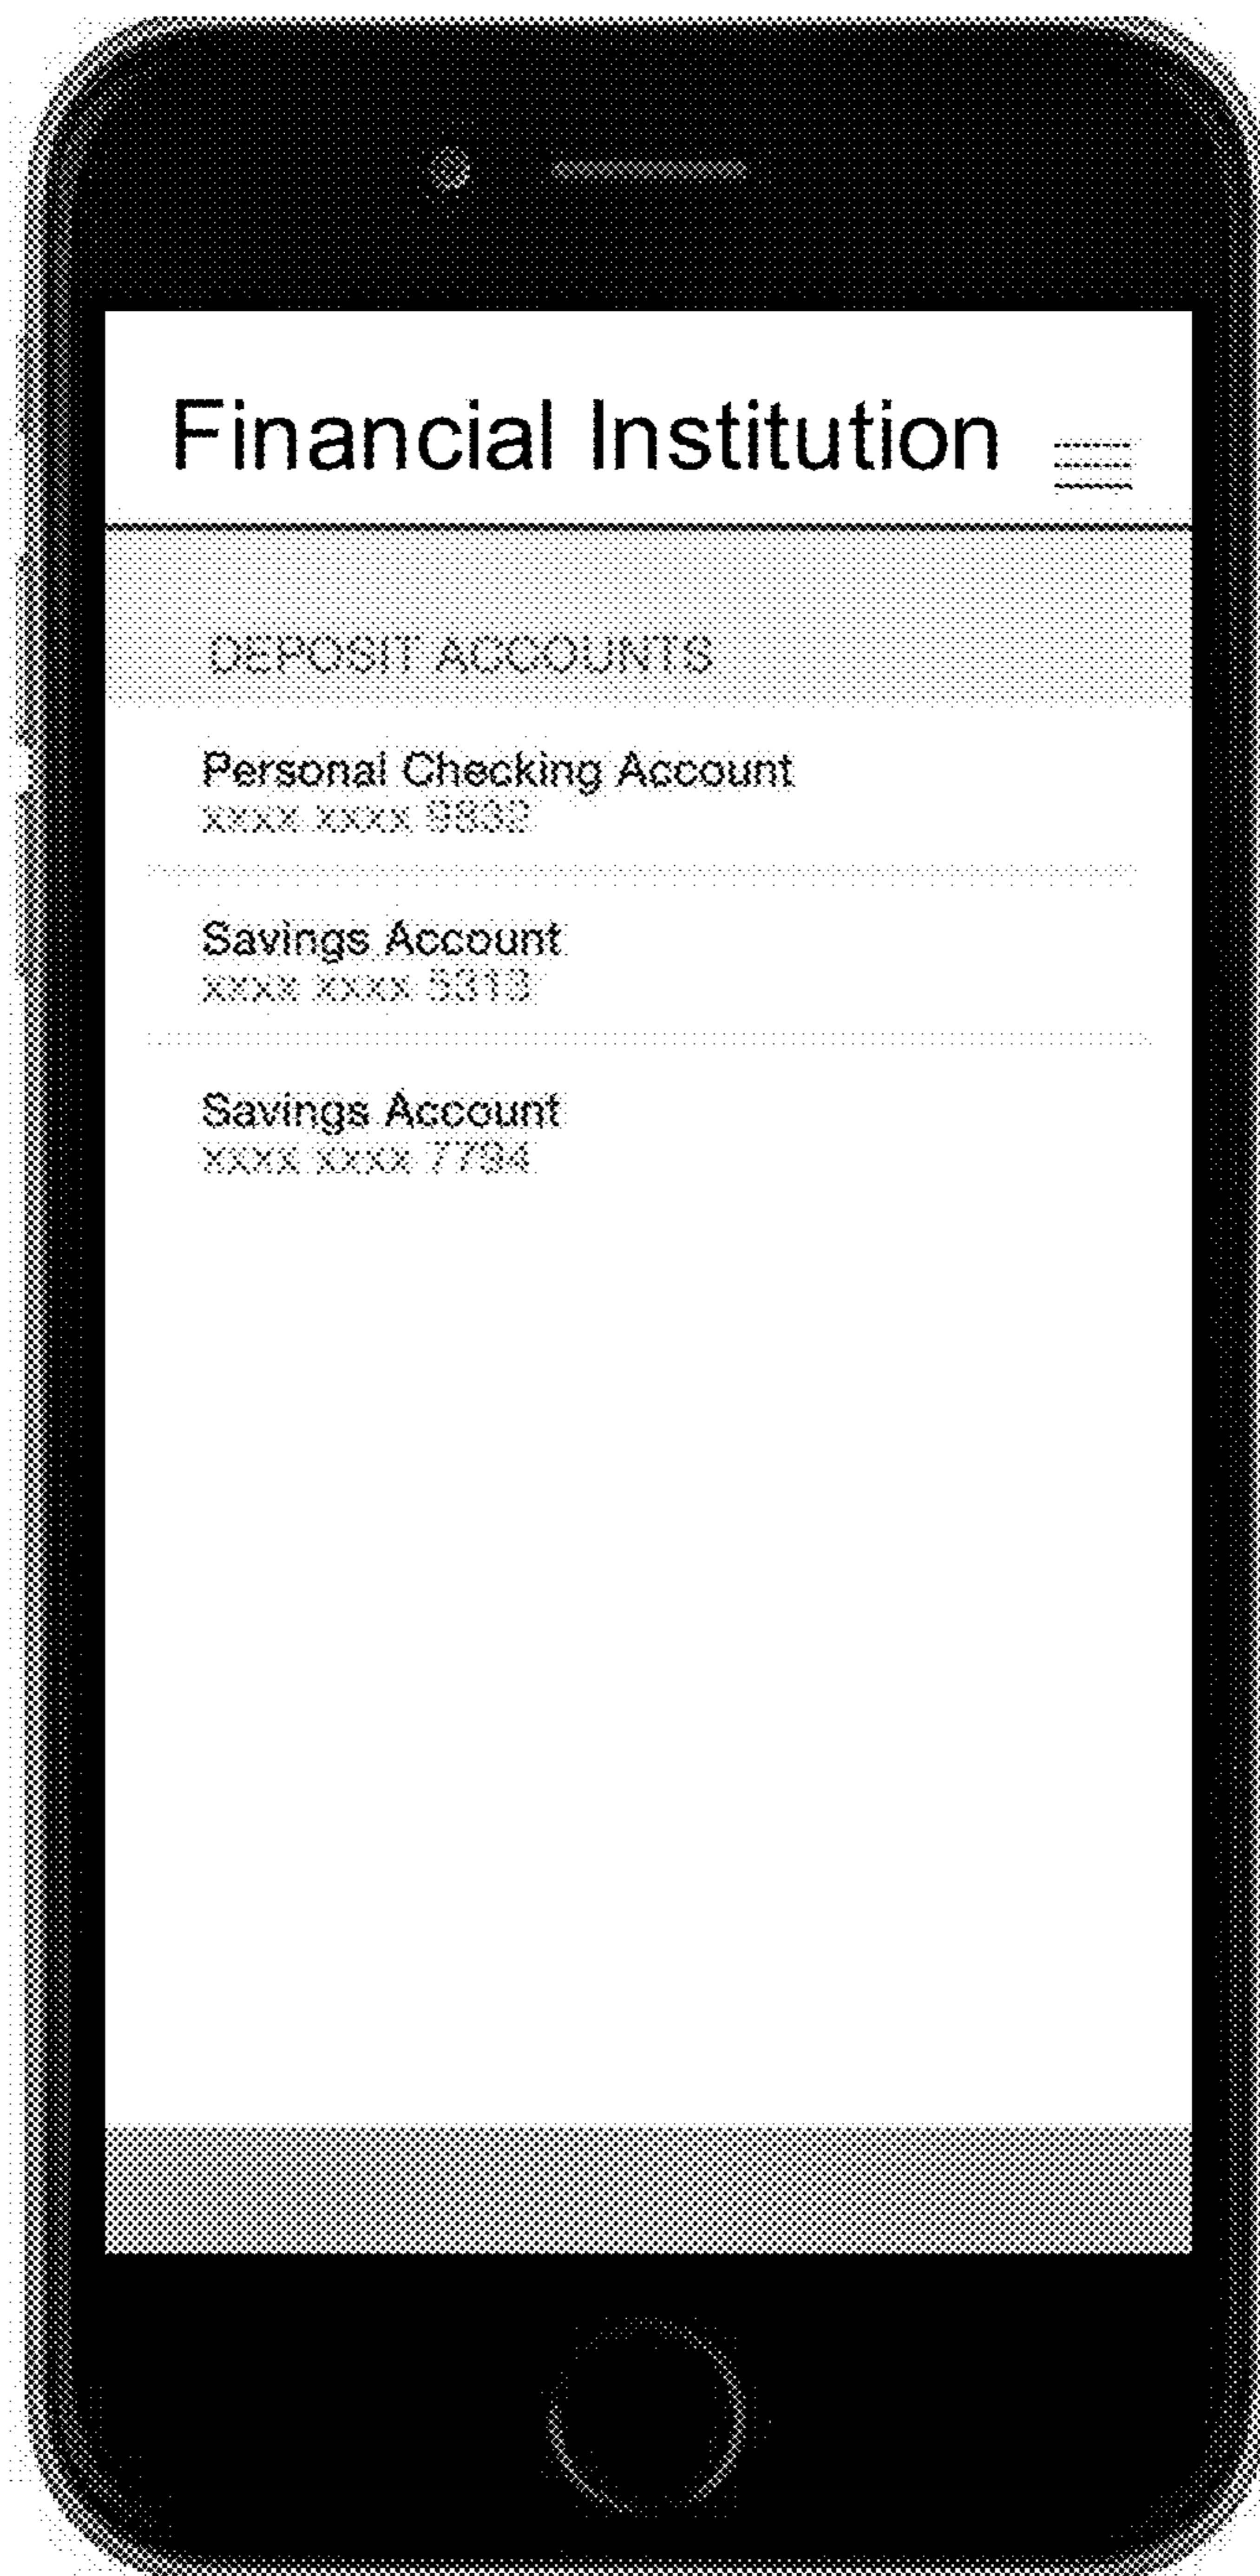 Financial Institution
DEPOSIT ACCOUNTS
Personal Checking Account
xxxx xxxx 9832
Savings Account
xxxx xxxx
Savings Account
xxxx xxxx 7794